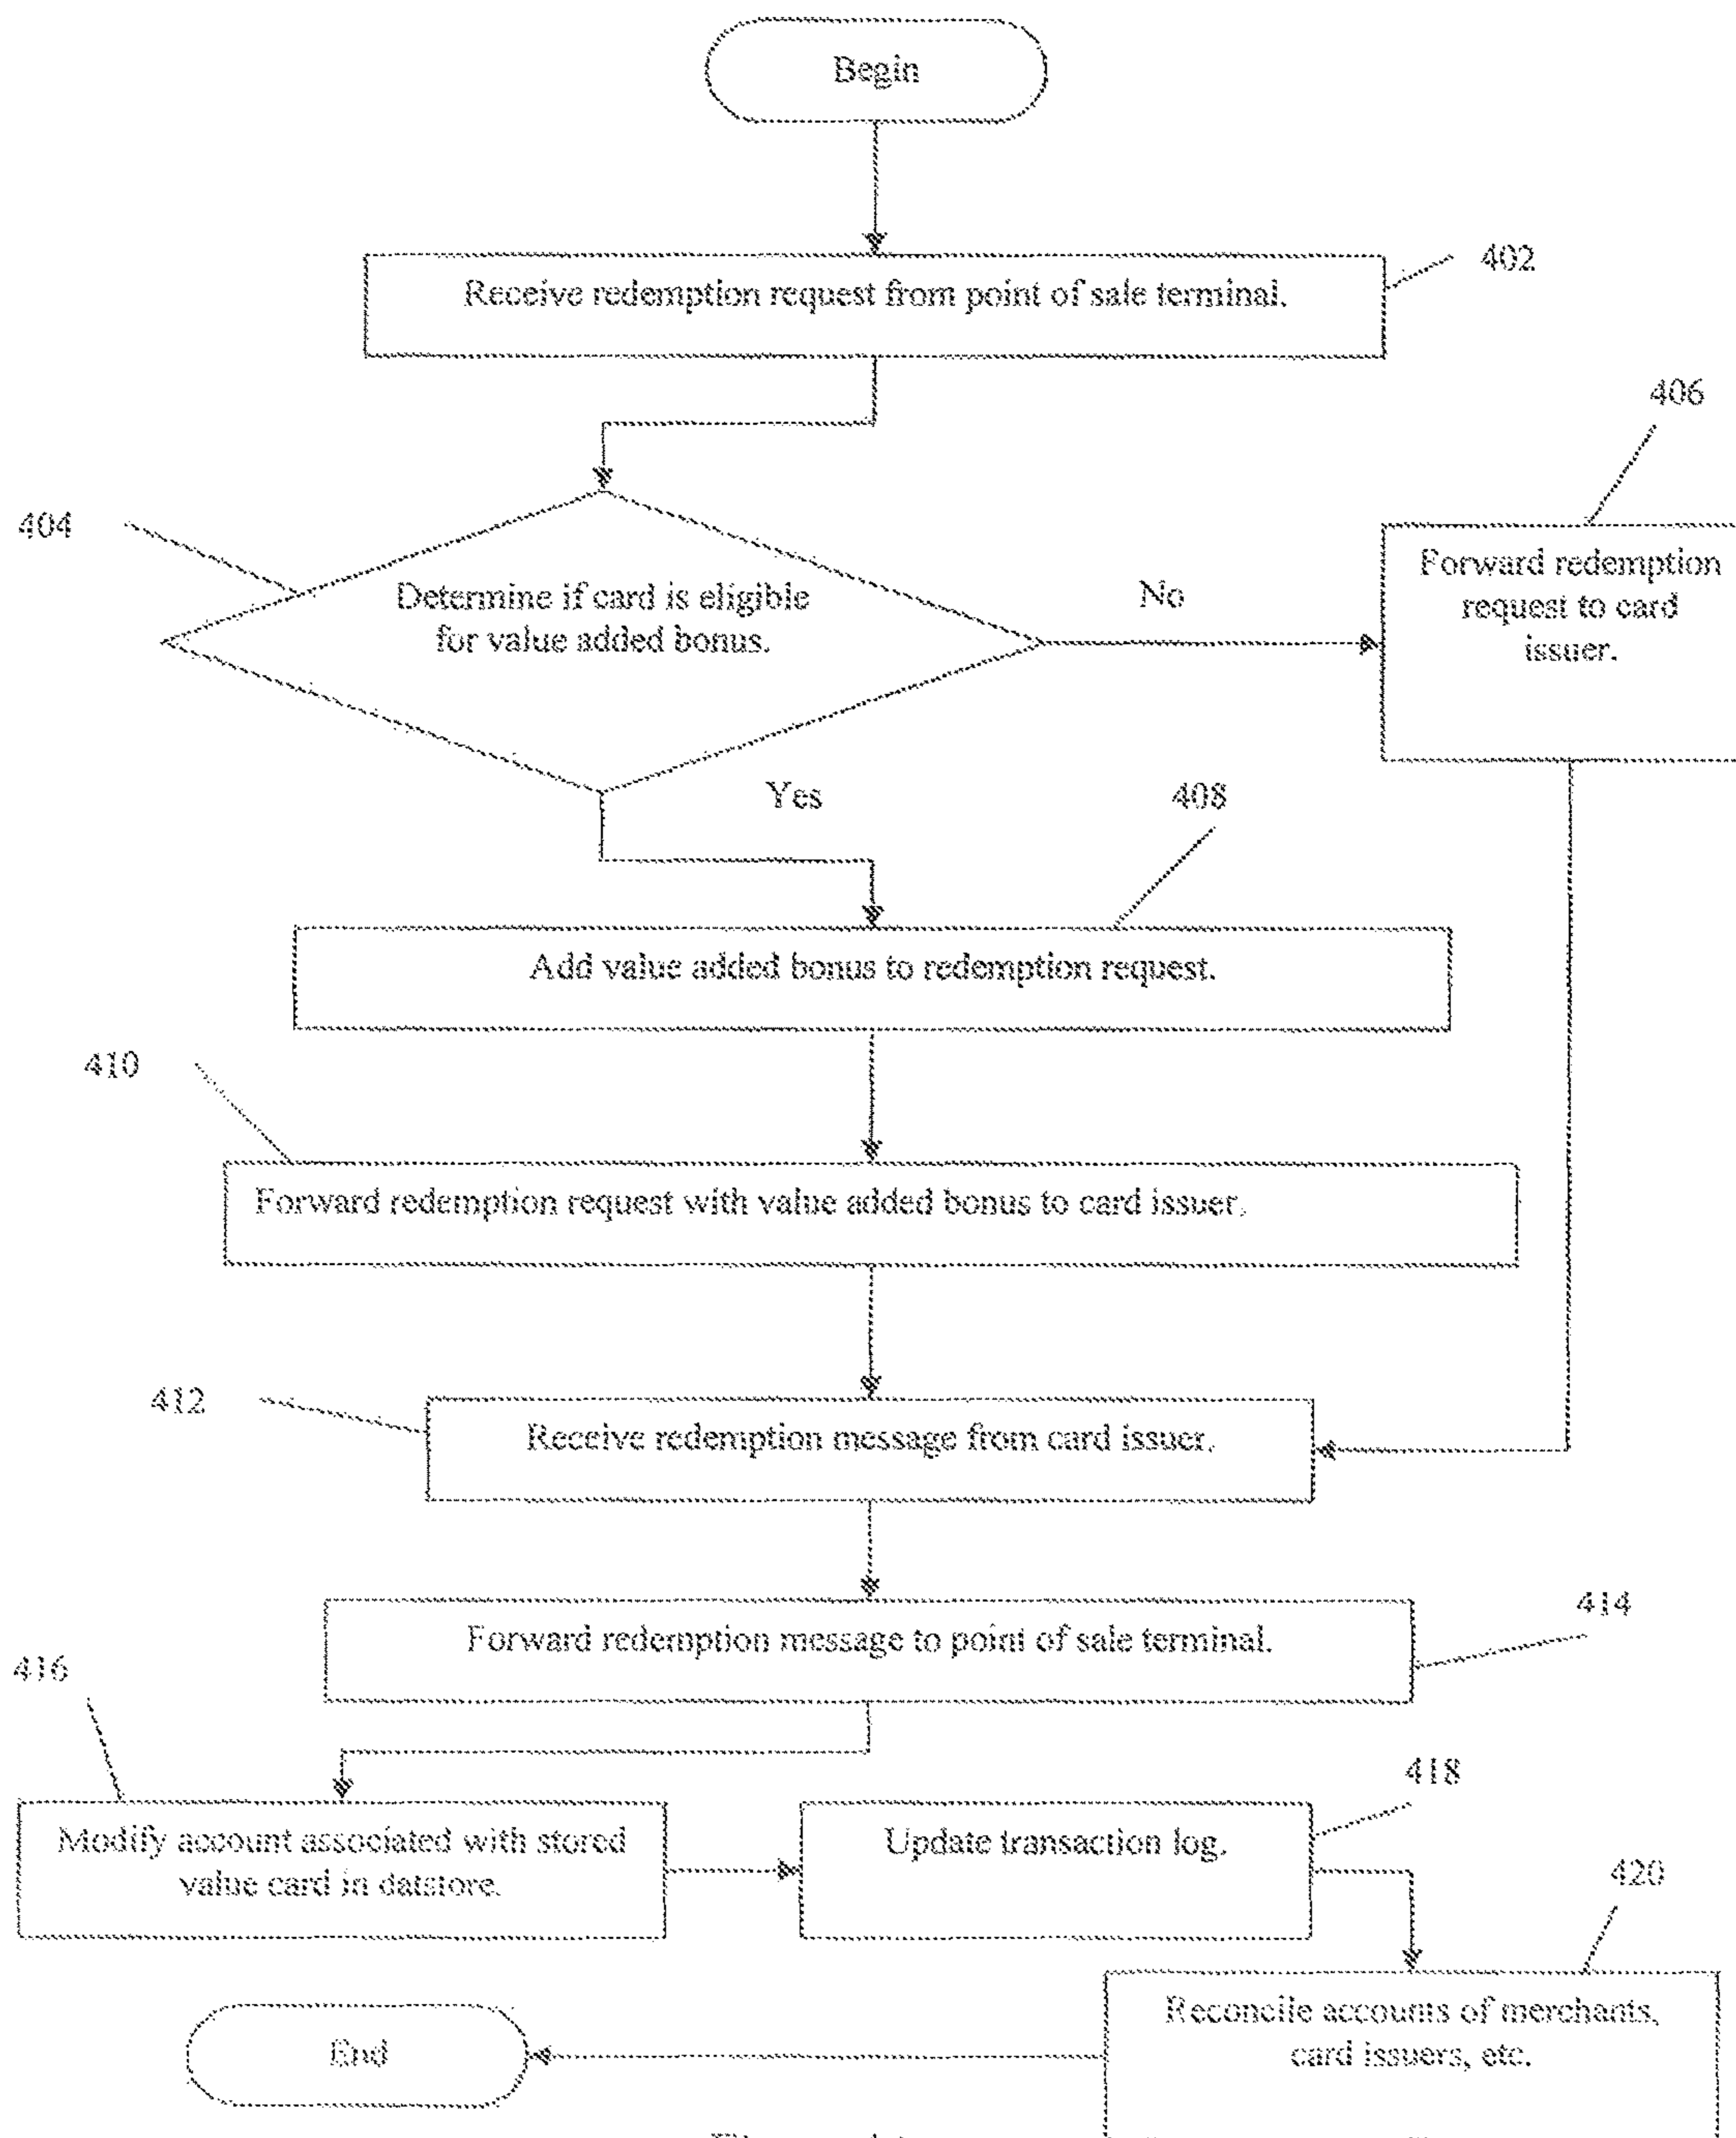 Begin
402
Receive redemption request from point of sale terminal.
406
404
Determine if card is eligible
for value added bonus.
No
Forward redemption
request to card
issuer.
Yes
408
Add value added bonus to redemption request.
410
Forward redemption request with value added bonus to card issuer.
412
Receive redemption message from card issuer.
414
Forward redemption message to point of sale terminal.
416
418
Modify account associated with stored
value card in datstore.
Update transaction log.
420
Reconcile accounts of merchants,
card issuers, etc.
End